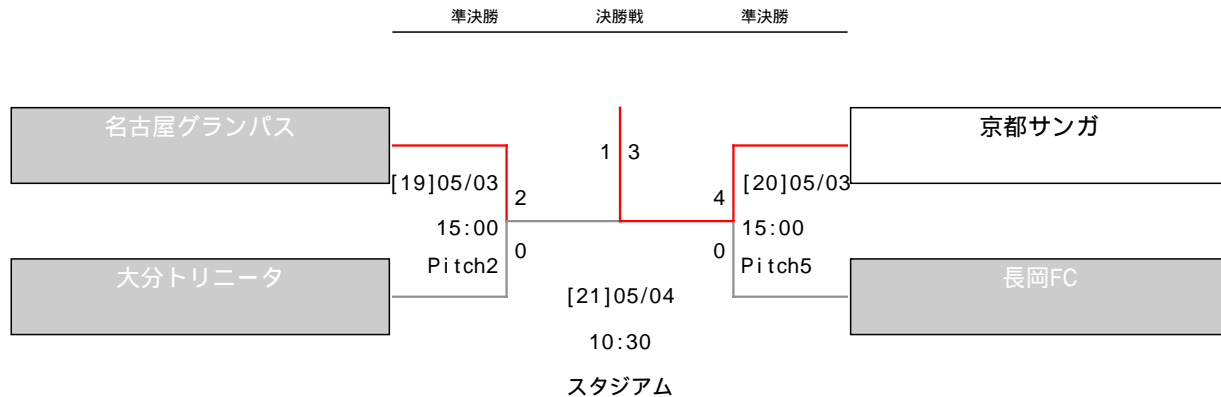 準決勝 決勝戦 準決勝
名古屋グランパス 京都サンガ
1 3
[19]05/03 2 4 [20]05/03
15:00 15:00
Pitch2 0 0 Pitch5
大分トリニータ 長岡FC
[21]05/04
10:30
スタジアム